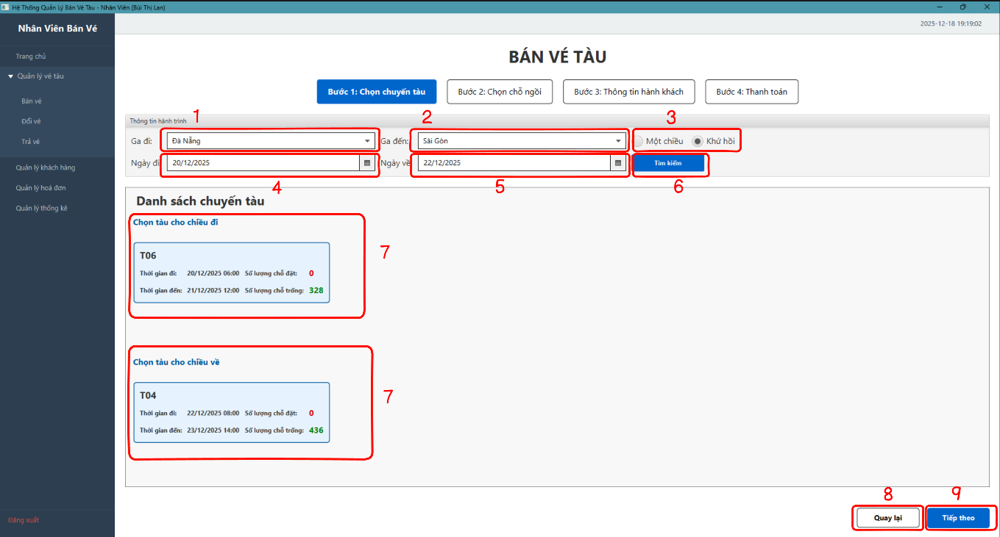 Hệ Thống Quản Lý Bán Vé Tàu - Nhân Viên (Bùi Thị Lan)
Nhân Viên Bán Vé
2025-12-18 19:19:02
Trang chủ
Quản lý vé tàu
Bán vé
Đổi vé
Trả vé
Quản lý khách hàng
Quản lý hoá đơn
Quản lý thống kê
Đăng xuất
BÁN VÉ TÀU
Bước 1: Chọn chuyến tàu
Bước 2: Chọn chỗ ngồi
Bước 3: Thông tin hành khách
Bước 4: Thanh toán
Thông tin hành trình
1
2
3
Ga đi: Đà Nẵng
Ga đến: Sài Gòn
Một chiều
Khứ hồi
Ngày đi 20/12/2025
Ngày về 22/12/2025
Tìm kiếm
4
5
6
Danh sách chuyến tàu
Chọn tàu cho chiều đi
T06
Thời gian đi: 20/12/2025 06:00 Số lượng chỗ đặt: 0
Thời gian đến: 21/12/2025 12:00 Số lượng chỗ trống: 328
7
Chọn tàu cho chiều về
T04
Thời gian đi: 22/12/2025 08:00 Số lượng chỗ đặt: 0
Thời gian đến: 23/12/2025 14:00 Số lượng chỗ trống: 436
7
8
9
Quay lại
Tiếp theo